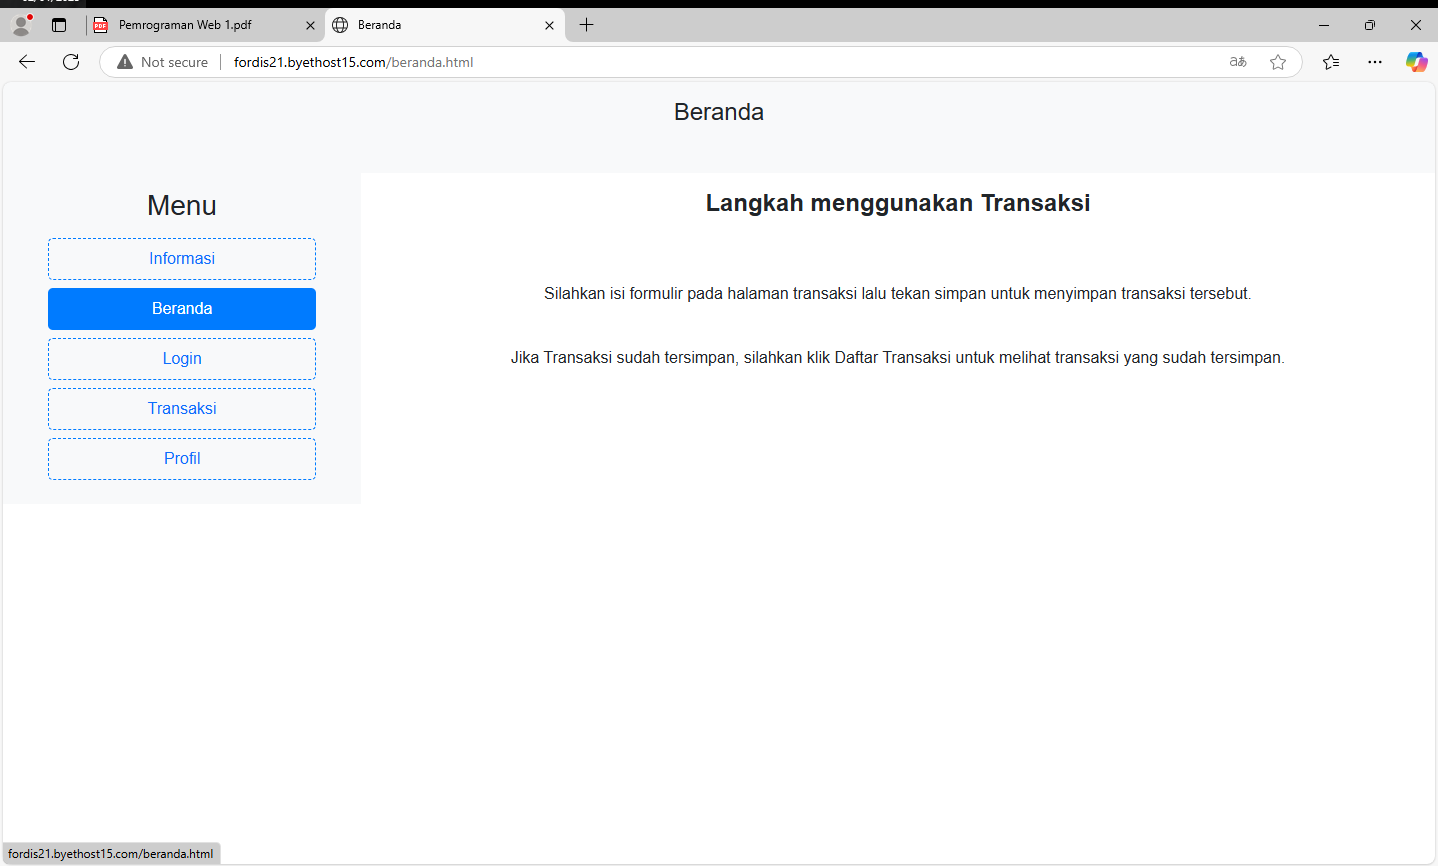 Pemrograman Web 1.pdf
Beranda
Not secure
fordis21.byethost15.com/beranda.html
Beranda
Menu
Informasi
Beranda
Login
Transaksi
Profil
Langkah menggunakan Transaksi
Silahkan isi formulir pada halaman transaksi lalu tekan simpan untuk menyimpan transaksi tersebut.
Jika Transaksi sudah tersimpan, silahkan klik Daftar Transaksi untuk melihat transaksi yang sudah tersimpan.
fordis21.byethost15.com/beranda.html